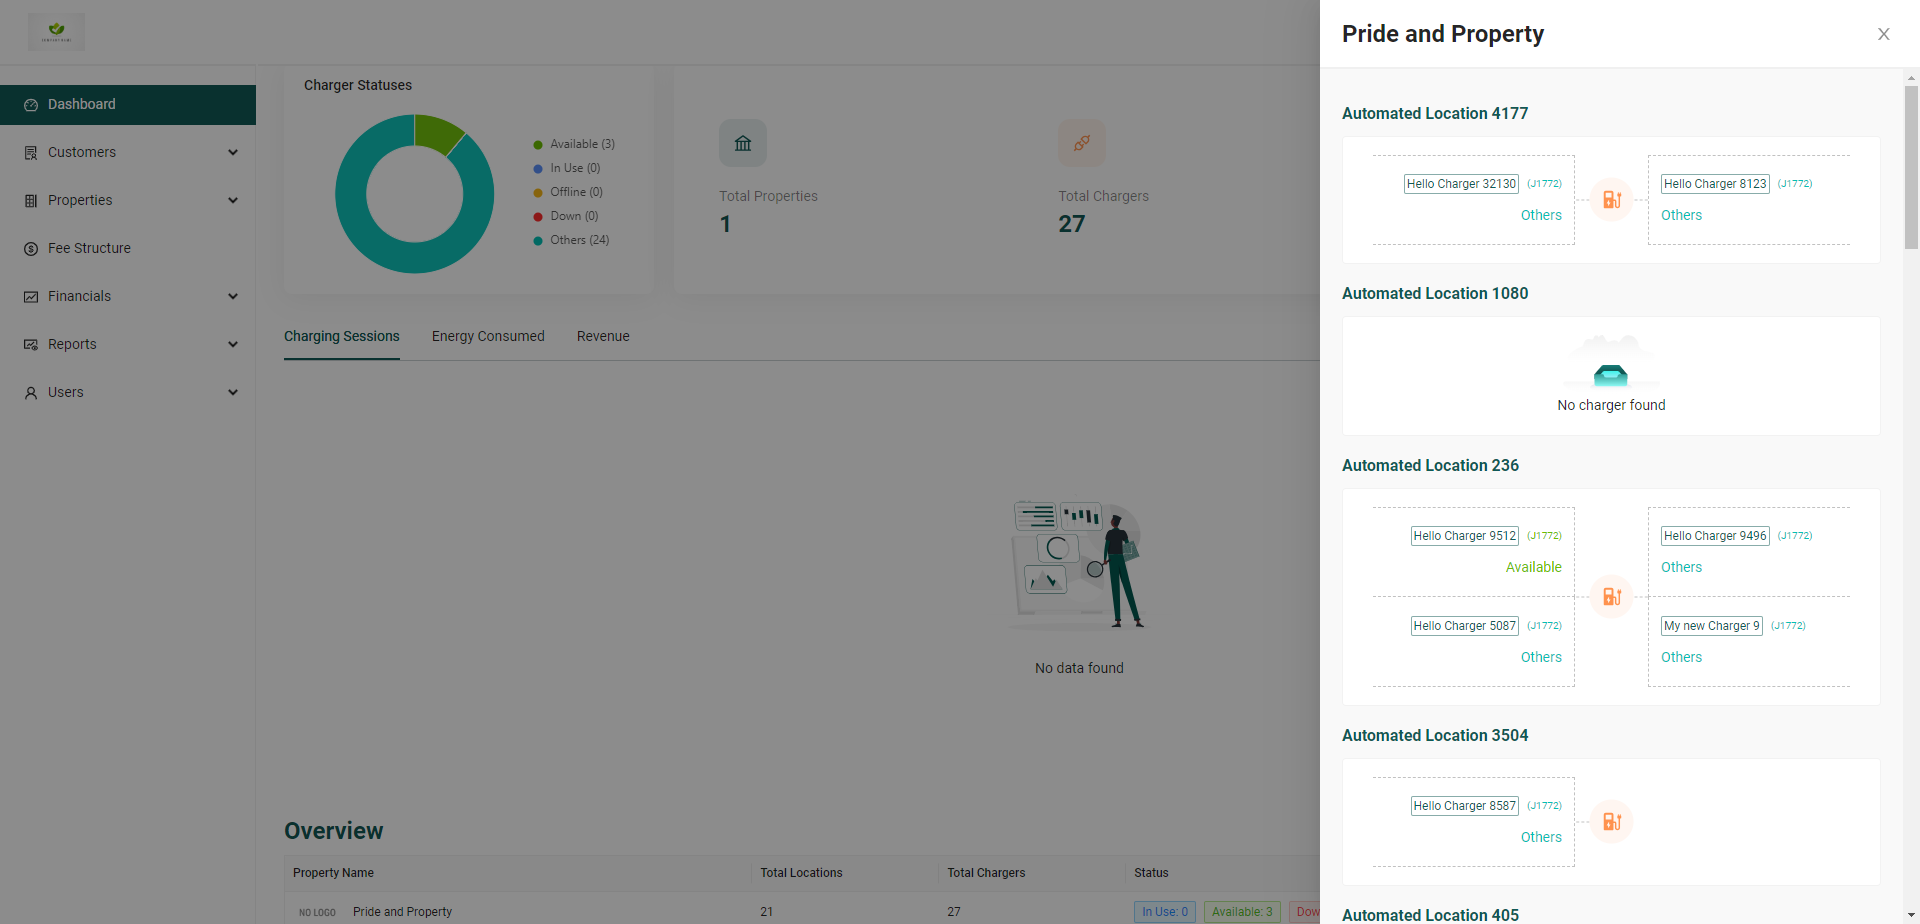 Pride and Property
Dashboard
Customers
Properties
Fee Structure
Financials
Reports
Users
Charger Statuses
Available (3)
In Use (0)
Offline (0)
Down (0)
Others (24)
Total Properties
1
Total Chargers
27
Charging Sessions
Energy Consumed
Revenue
No data found
Overview
Property Name
Total Locations
Total Chargers
Status
NO LOGO
Pride and Property
21
27
In Use: 0
Available: 3
Dow
Automated Location 4177
Hello Charger 32130 (J1772)
Others
Hello Charger 8123 (J1772)
Others
Automated Location 1080
No charger found
Automated Location 236
Hello Charger 9512 (J1772)
Available
Hello Charger 9496 (J1772)
Others
Hello Charger 5087 (J1772)
Others
My new Charger 9 (J1772)
Others
Automated Location 3504
Hello Charger 8587 (J1772)
Others
Automated Location 405